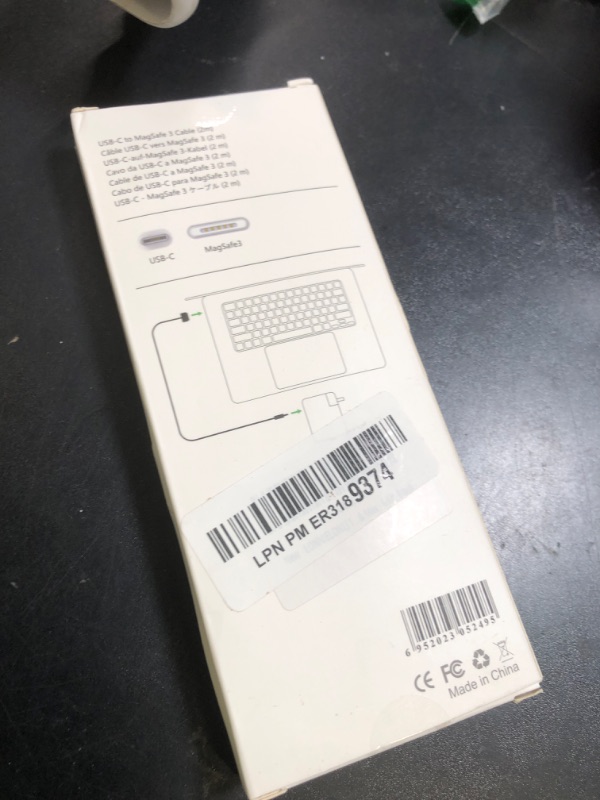 USB-C to MagSafe 3 Cable (2m)
Câble USB-C vers MagSafe 3 (2 m)
USB-C-auf-MagSafe 3-Kabel (2 m)
Cavo da USB-C a MagSafe 3 (2 m)
Cable de USB-C a MagSafe 3 (2 m)
Cabo de USB-C para MagSafe 3 (2 m)
USB-C - MagSafe 3 ケーブル (2 m)
USB-C
MagSafe3
LPN PM ER3189374
6 952023 052495
CE FC
Made in China